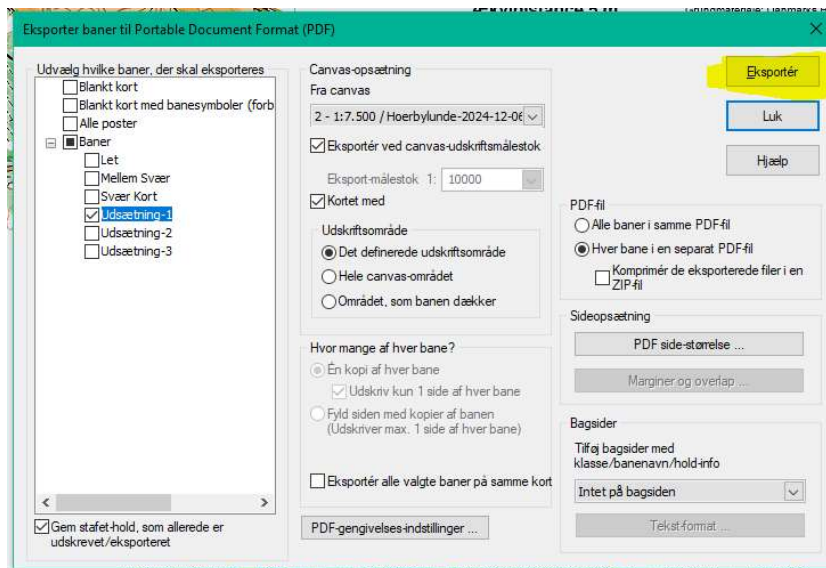 Eksporter baner til Portable Document Format (PDF)
Udvælg hvilke baner, der skal eksporteres
Blankt kort
Blankt kort med banesymboler (forb
Alle poster
Baner
Let
Mellem Svær
Svær Kort
Udsætning-1
Udsætning-2
Udsætning-3
Gem stafet-hold, som allerede er
udskrevet/eksporteret
Canvas-opsætning
Fra canvas
2 - 1:7.500 / Hoerbylunde-2024-12-06
Eksportér ved canvas-udskriftsmålestok
Eksport-målestok 1: 10000
Kortet med
Udskriftsområde
Det definerede udskriftsområde
Hele canvas-området
Området, som banen dækker
Hvor mange af hver bane?
Én kopi af hver bane
Udskriv kun 1 side af hver bane
Fyld siden med kopier af banen
(Udskriver max. 1 side af hver bane)
Eksportér alle valgte baner på samme kort
PDF-gengivelses-indstillinger ...
Eksportér
Luk
Hjælp
PDF-fil
Alle baner i samme PDF-fil
Hver bane i en separat PDF-fil
Komprimér de eksporterede filer i en
ZIP-fil
Sideopsætning
PDF side-størrelse ...
Marginer og overlap ...
Bagsider
Tilføj bagsider med
klasse/banenavn/hold-info
Intet på bagsiden
Tekst-format ...